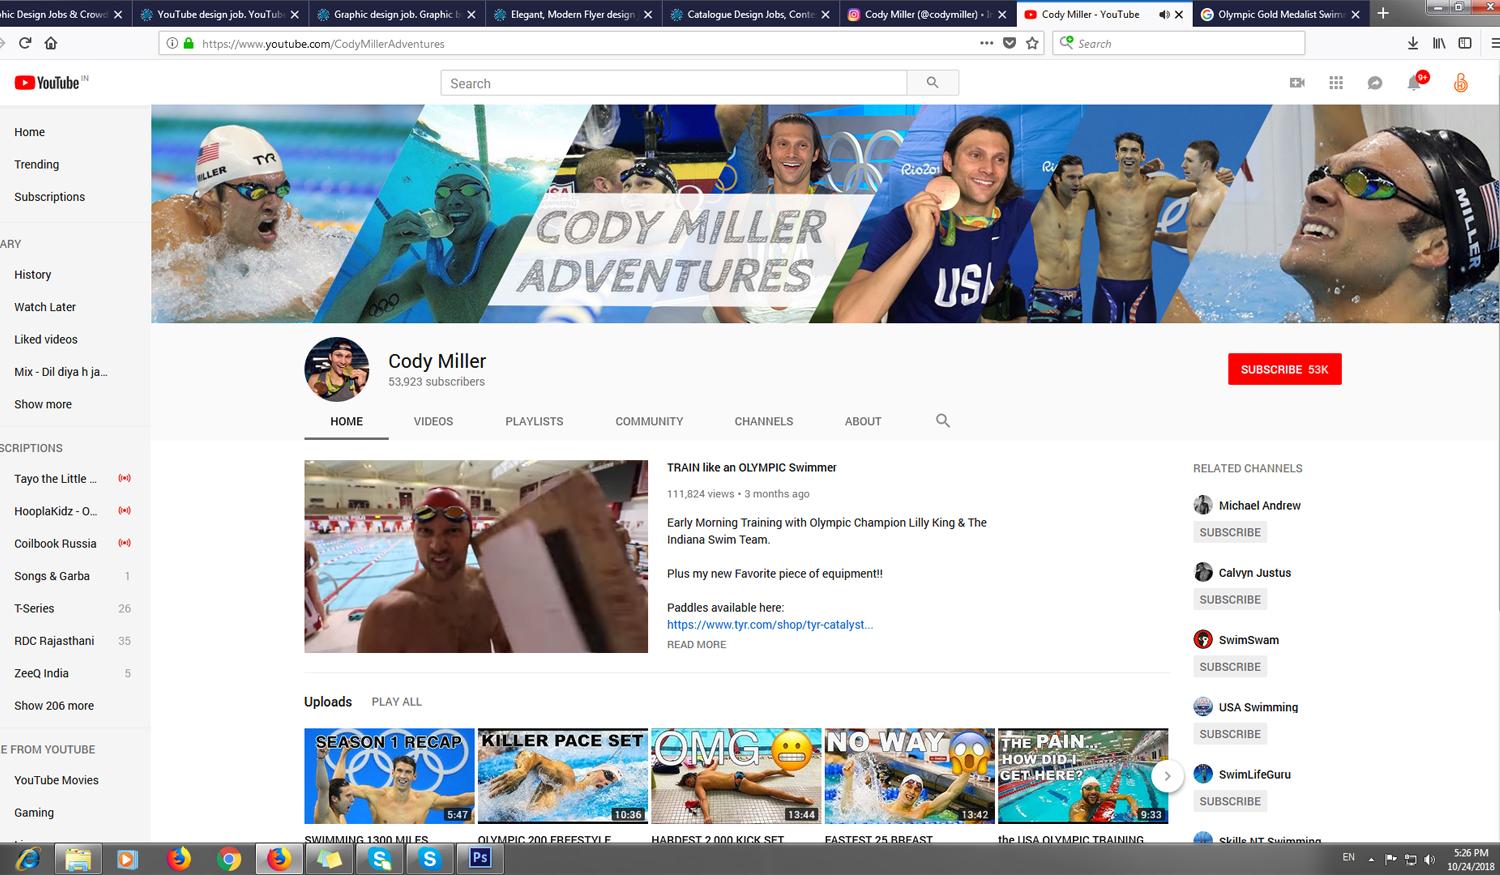 hic Design Jobs & Crowd
YouTube design job. YouTub
Graphic design job. Graphic b
Elegant, Modern Flyer design
Catalogue Design Jobs, Conte
Cody Miller (@codymiller) • I
Cody Miller - YouTube
Olympic Gold Medalist Swim
https://www.youtube.com/CodyMillerAdventures
Search
YouTube IN
Search
9+
Home
Trending
Subscriptions
ARY
History
Watch Later
Liked videos
Mix - Dil diya h ja...
Show more
SCRIPTIONS
Tayo the Little ...
HooplaKidz - O...
Coilbook Russia
Songs & Garba 1
T-Series 26
RDC Rajasthani 35
ZeeQ India 5
Show 206 more
E FROM YOUTUBE
YouTube Movies
Gaming
MILLER
TYR
USA
CODY MILLER
ADVENTURES
Rio201
USA
Ri
MILLER
Cody Miller
53,923 subscribers
SUBSCRIBE 53K
HOME VIDEOS PLAYLISTS COMMUNITY CHANNELS ABOUT
TRAIN like an OLYMPIC Swimmer
111,824 views • 3 months ago
Early Morning Training with Olympic Champion Lilly King & The
Indiana Swim Team.
Plus my new Favorite piece of equipment!!
Paddles available here:
https://www.tyr.com/shop/tyr-catalyst...
READ MORE
Uploads PLAY ALL
SEASON 1 RECAP
5:47
SWIMMING 1300 MILES
KILLER PACE SET
10:36
OLYMPIC 200 FREESTYLE
OMG
13:44
HARDEST 2,000 KICK SET
NO WAY
13:42
FASTEST 25 BREAST
THE PAIN...
HOW DID I
GET HERE?
9:33
the USA OLYMPIC TRAINING
RELATED CHANNELS
Michael Andrew
SUBSCRIBE
Calvyn Justus
SUBSCRIBE
SwimSwam
SUBSCRIBE
USA Swimming
SUBSCRIBE
SwimLifeGuru
SUBSCRIBE
Skills NT Swimming
Ps
EN
5:26 PM
10/24/2018